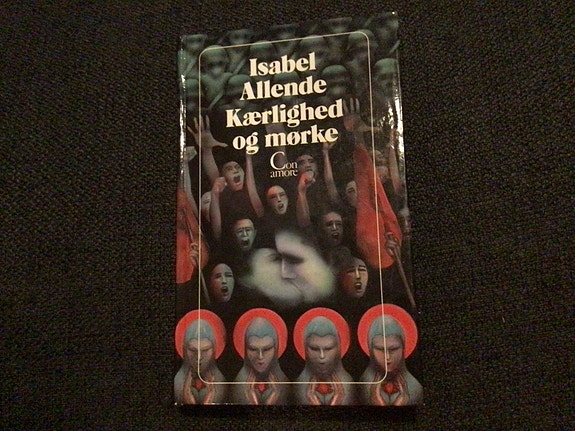 Isabel
Allende
Kærlighed
og mørke
Con
amore